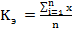 Kэ = (∑ⁿᵢ₌₁ x) / n